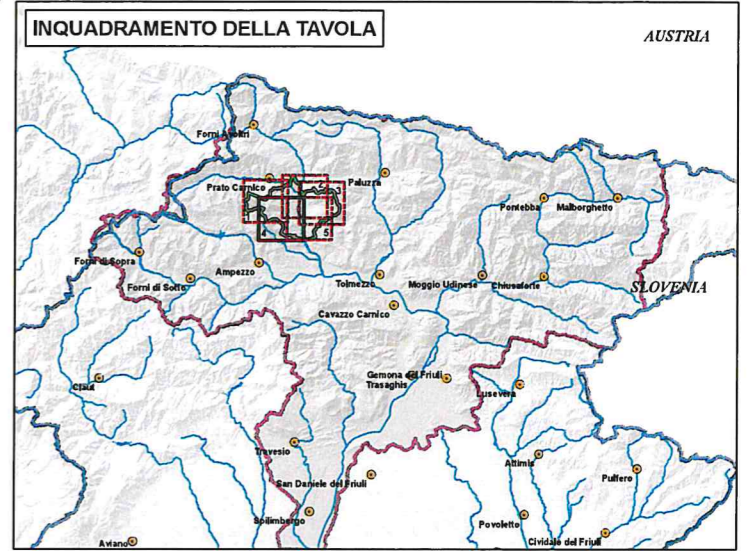 INQUADRAMENTO DELLA TAVOLA
AUSTRIA
Forni Avoltri
Prato Carnico
Paluzza
3
Pontebba
Malborghetto
5
Forni di Sopra
Ampezzo
Forni di Sotto
Tolmezzo
Moggio Udinese
Chiusaforte
SLOVENIA
Cavazzo Carnico
Gemona del Friuli
Trasaghis
Claut
Lusevera
Travesio
Attimis
San Daniele del Friuli
Pulfero
Spilimbergo
Povoletto
Aviano
Cividale del Friuli